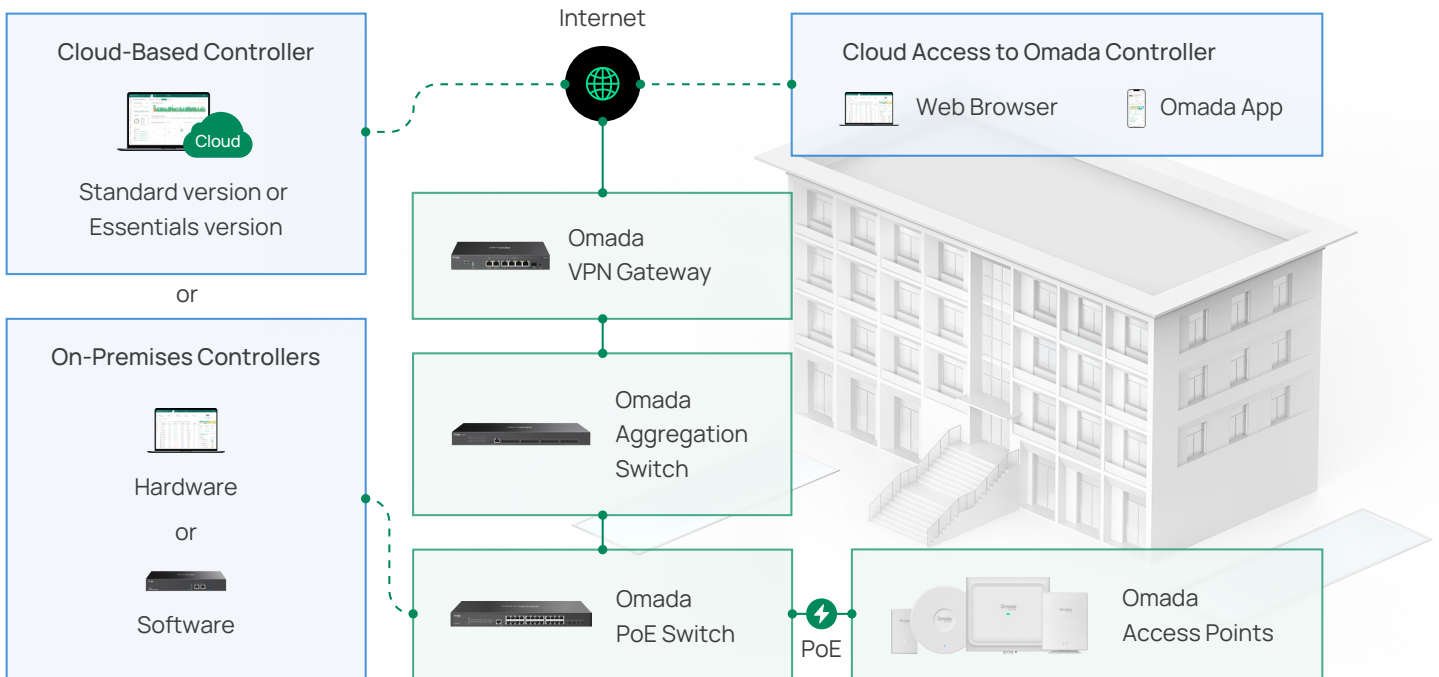 Internet
Cloud-Based Controller
Cloud
Standard version or
Essentials version
or
On-Premises Controllers
Hardware
or
Software
Cloud Access to Omada Controller
Web Browser
Omada App
Omada
VPN Gateway
Omada
Aggregation
Switch
Omada
PoE Switch
PoE
Omada
Omada
Omada
Access Points